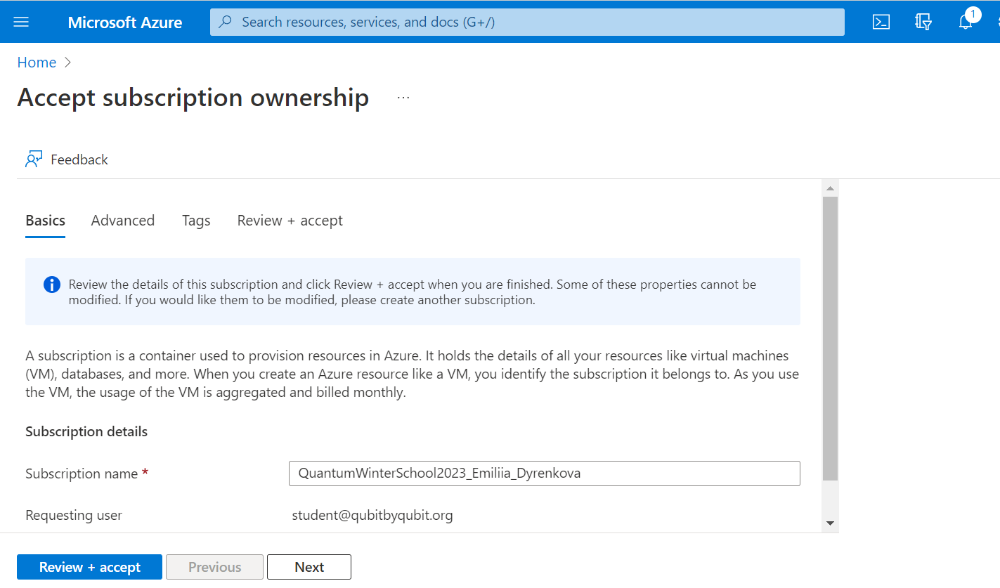 Microsoft Azure
Search resources, services, and docs (G+/)
1
Home
Accept subscription ownership
...
Feedback
Basics Advanced Tags Review + accept
Review the details of this subscription and click Review + accept when you are finished. Some of these properties cannot be
modified. If you would like them to be modified, please create another subscription.
A subscription is a container used to provision resources in Azure. It holds the details of all your resources like virtual machines
(VM), databases, and more. When you create an Azure resource like a VM, you identify the subscription it belongs to. As you use
the VM, the usage of the VM is aggregated and billed monthly.
Subscription details
Subscription name * QuantumWinterSchool2023_Emiliia_Dyrenkova
Requesting user student@qubitbyqubit.org
Review + accept Previous Next